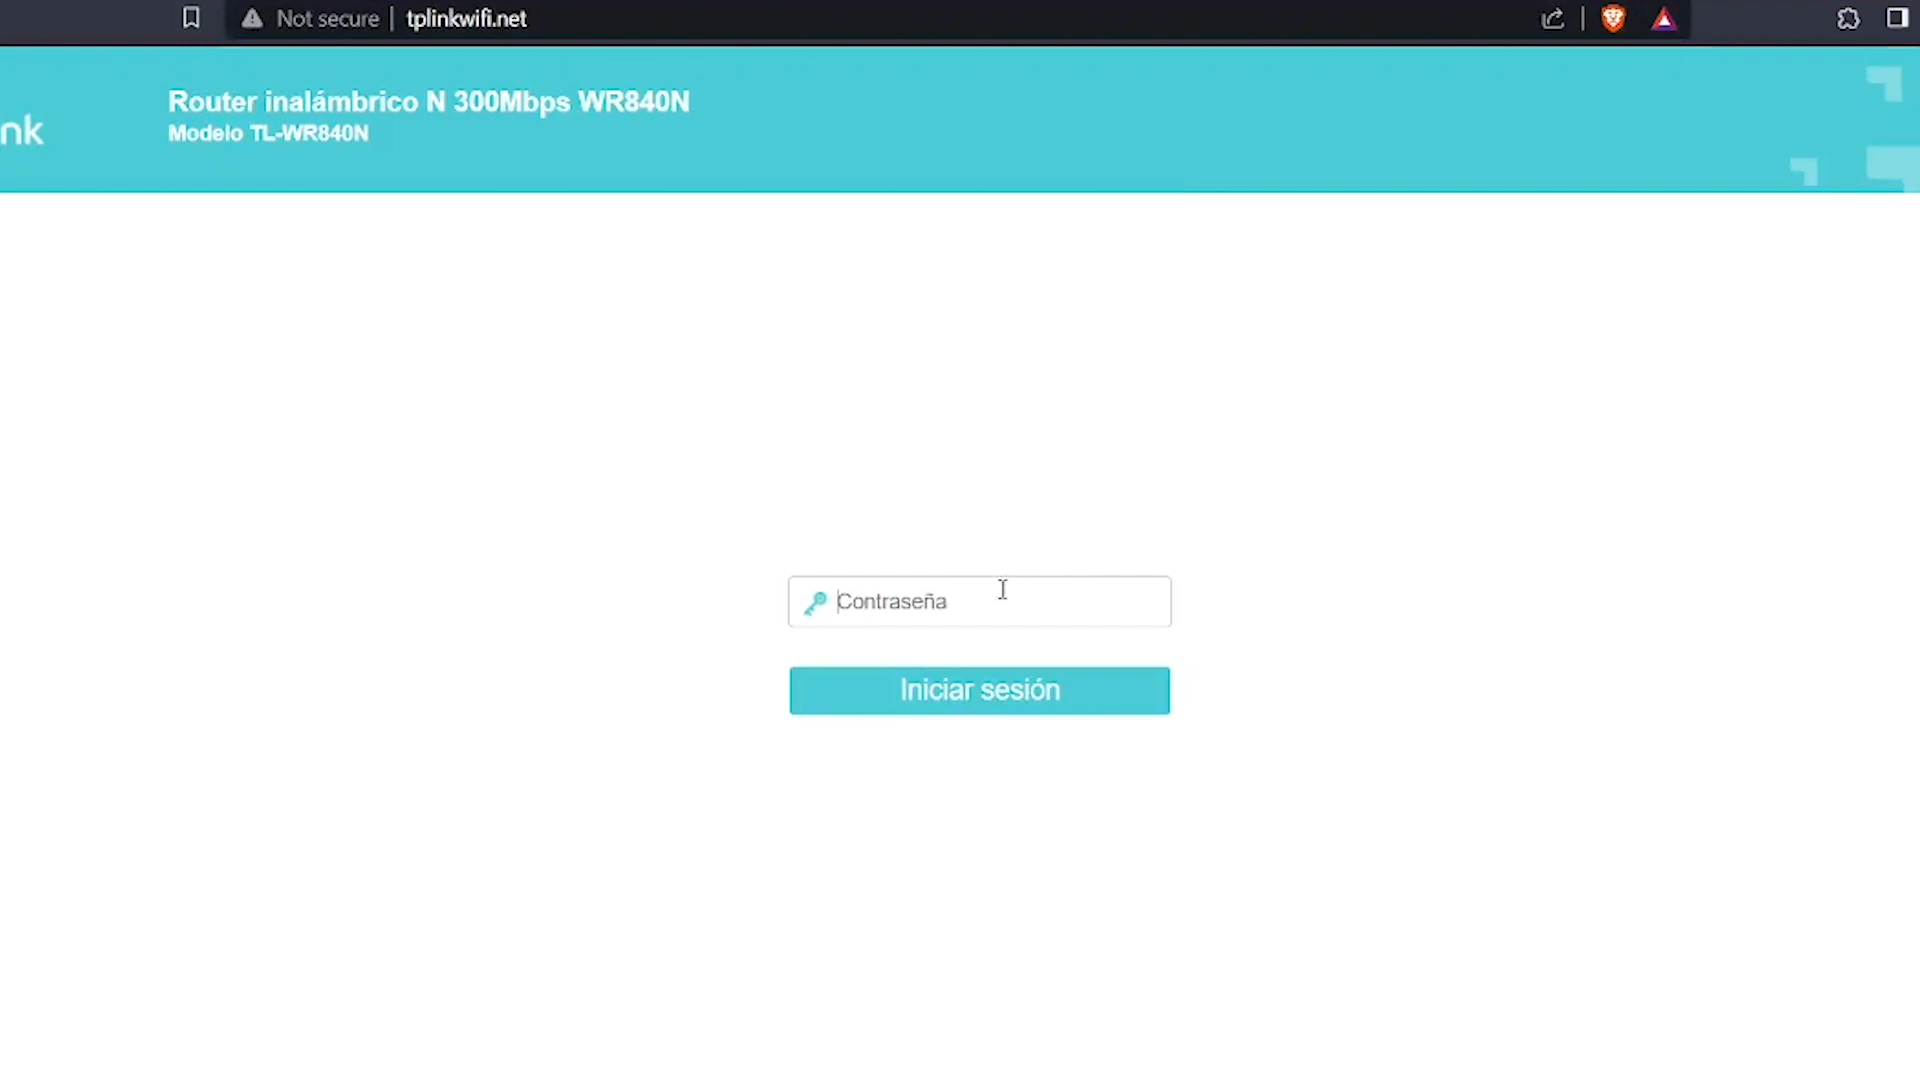 Not secure | tplinkwifi.net
nk
Router inalámbrico N 300Mbps WR840N
Modelo TL-WR840N
Contraseña
Iniciar sesión